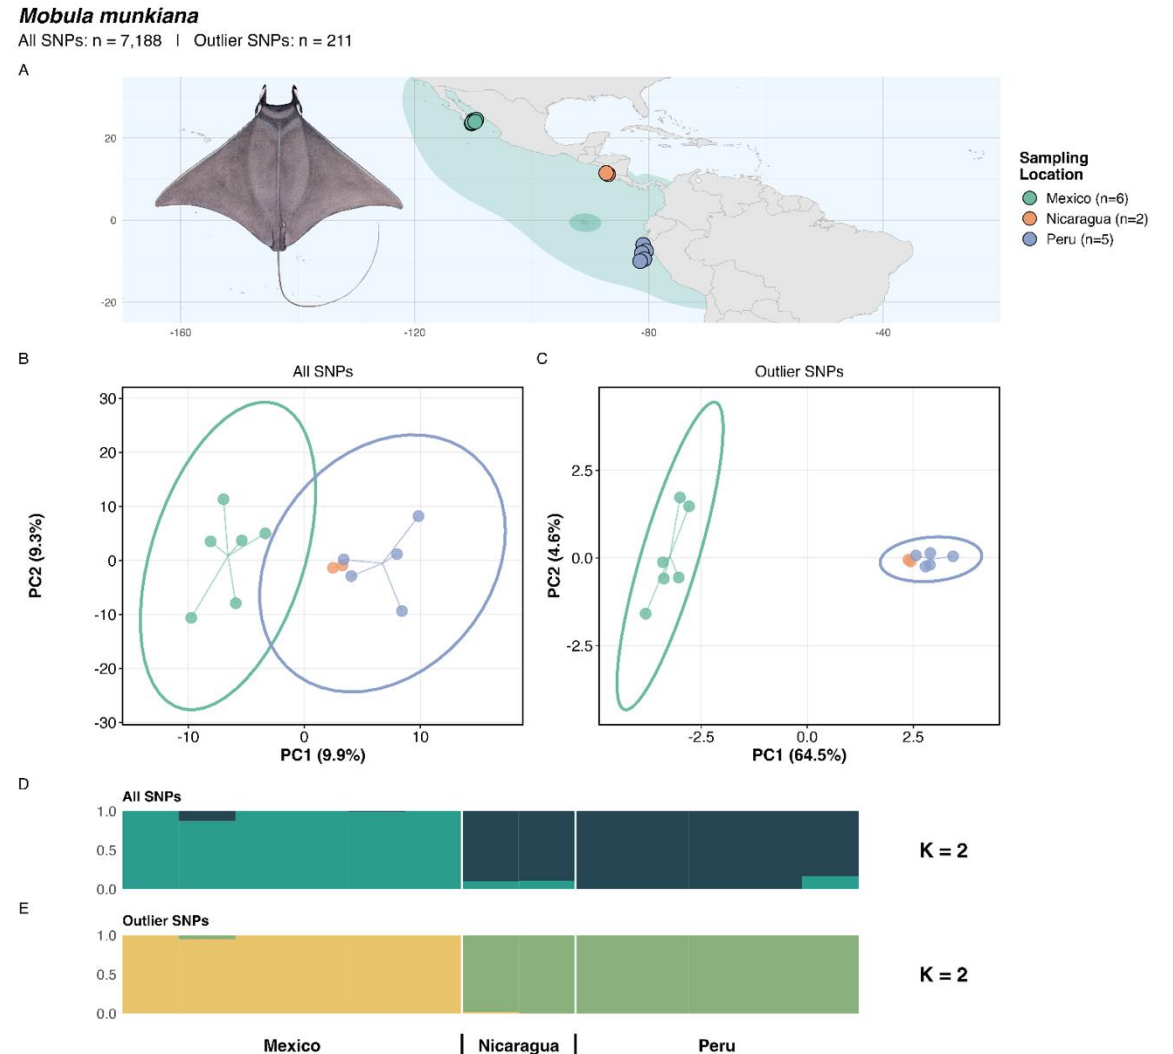 Mobula munkiana
All SNPs: n = 7,188 | Outlier SNPs: n = 211
A
20
0
-20
-160
-120
-80
-40
Sampling
Location
Mexico (n=6)
Nicaragua (n=2)
Peru (n=5)
B
All SNPs
30
20
10
0
-10
-20
-30
PC2 (9.3%)
-10
0
10
PC1 (9.9%)
C
Outlier SNPs
2.5
0.0
-2.5
PC2 (4.6%)
-2.5
0.0
2.5
PC1 (64.5%)
D
All SNPs
1.0
0.5
0.0
K = 2
E
Outlier SNPs
1.0
0.5
0.0
K = 2
Mexico | Nicaragua | Peru